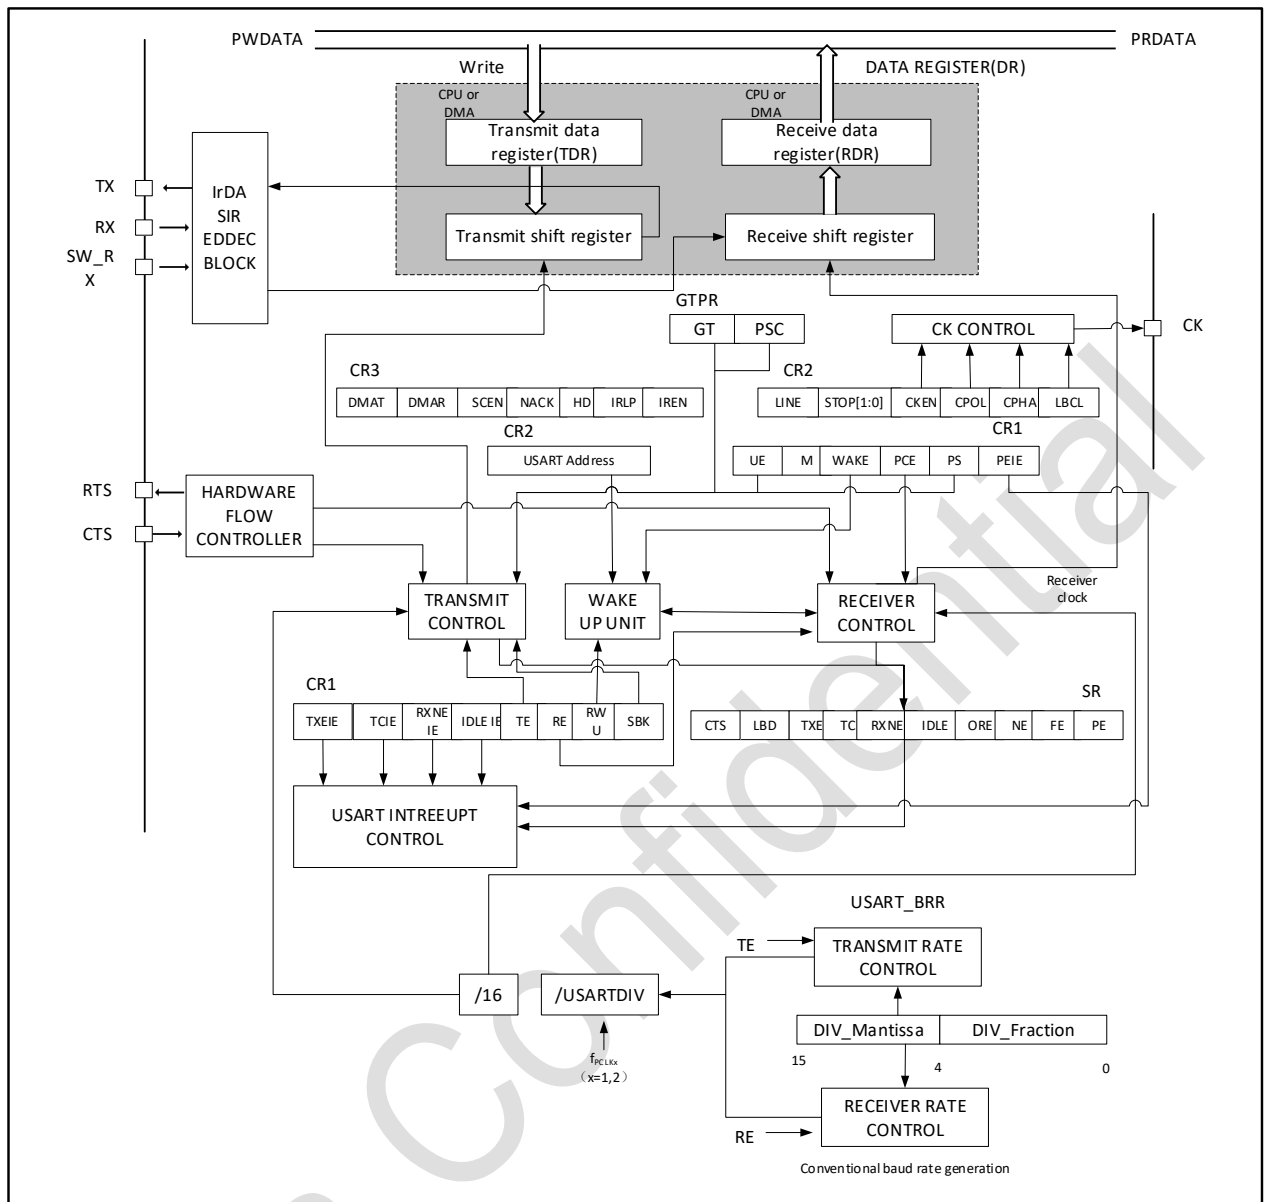 PWDATA
PRDATA
Write
DATA REGISTER(DR)
CPU or
DMA
CPU or
DMA
Transmit data
register(TDR)
Receive data
register(RDR)
TX
RX
SW_R
X
IrDA
SIR
EDDEC
BLOCK
Transmit shift register
Receive shift register
GTPR
GT
PSC
CK CONTROL
CK
CR3
DMAT
DMAR
SCEN
NACK
HD
IRLP
IREN
CR2
LINE
STOP[1:0]
CKEN
CPOL
CPHA
LBCL
CR2
USART Address
CR1
UE
M
WAKE
PCE
PS
PEIE
RTS
CTS
HARDWARE
FLOW
CONTROLLER
TRANSMIT
CONTROL
WAKE
UP UNIT
RECEIVER
CONTROL
Receiver
clock
CR1
TXEIE
TCIE
RXNE
IE
IDLE IE
TE
RE
RW
U
SBK
SR
CTS
LBD
TXE
TC
RXNE
IDLE
ORE
NE
FE
PE
USART INTREEUPT
CONTROL
USART_BRR
TE
TRANSMIT RATE
CONTROL
/16
/USARTDIV
DIV_Mantissa
DIV_Fraction
15
4
0
fPCLKx
（x=1,2）
RECEIVER RATE
CONTROL
RE
Conventional baud rate generation
Confidential